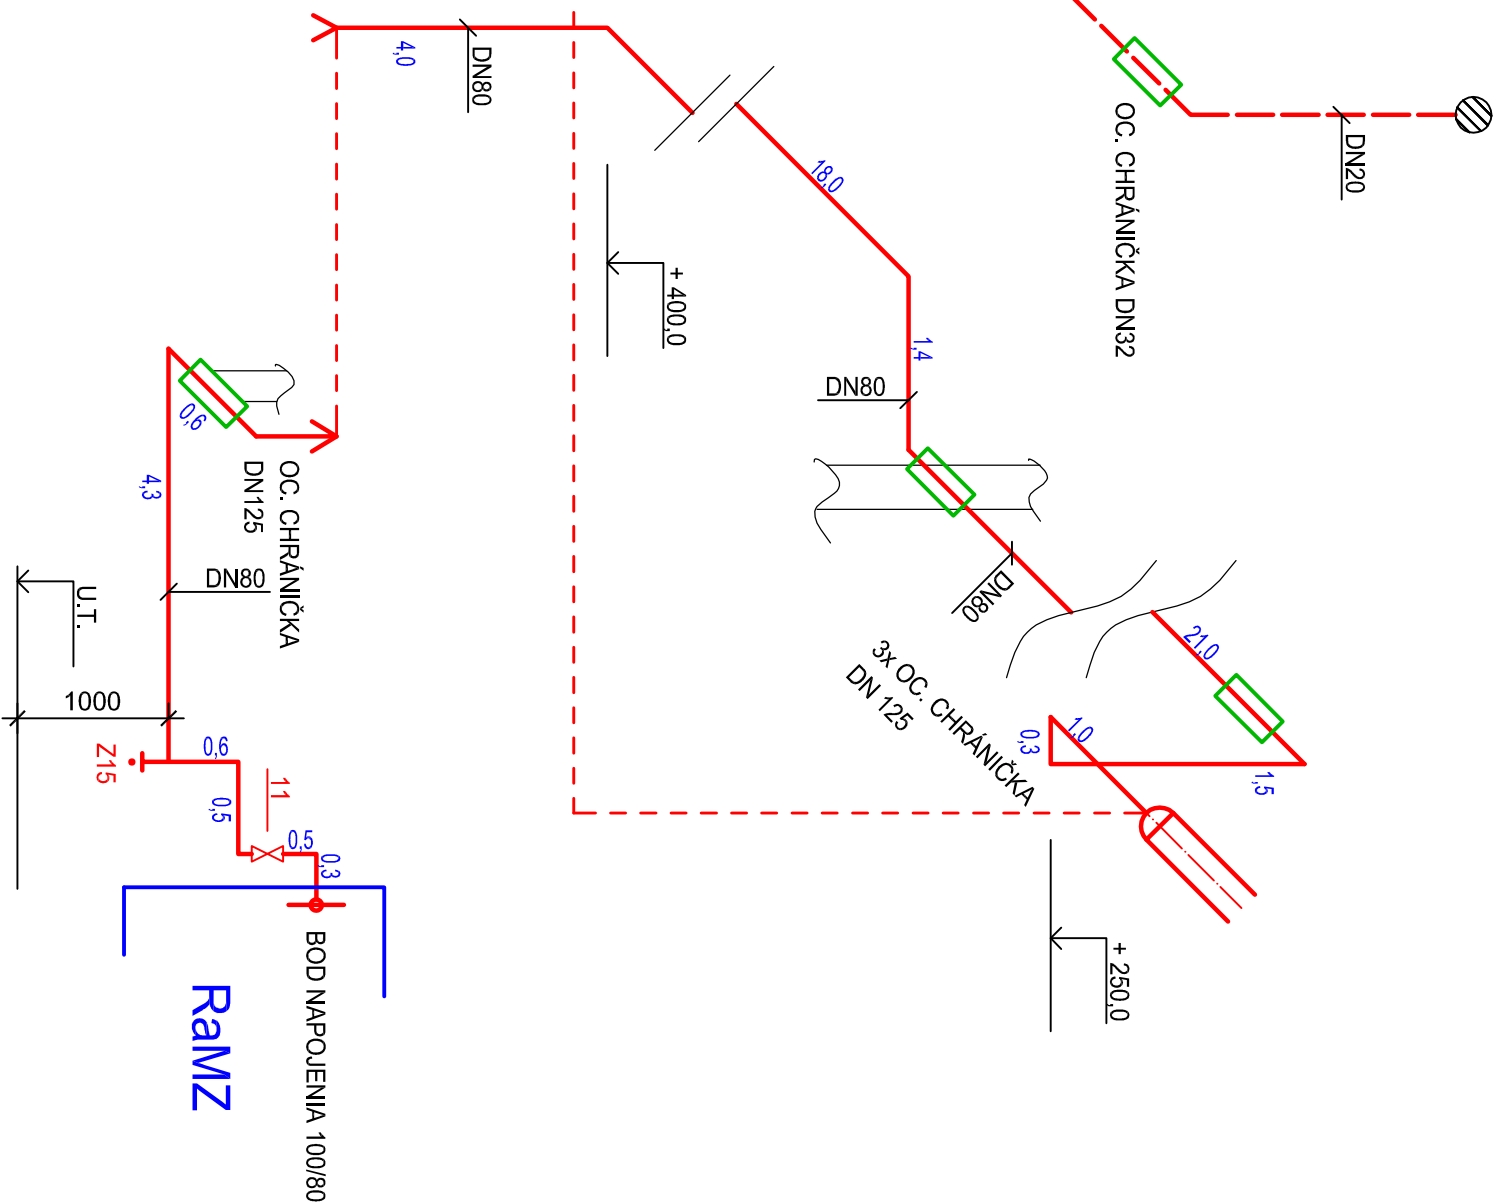 DN20
OC. CHRÁNIČKA DN32
DN80
4,0
18,0
+ 400,0
1,4
DN80
DN80
21,0
3x OC. CHRÁNIČKA
DN 125
1,0
0,3
1,5
+ 250,0
0,6
OC. CHRÁNIČKA
DN125
4,3
DN80
U.T.
1000
Z15
0,6
0,5
11
0,5
0,3
BOD NAPOJENIA 100/80
RaMZ